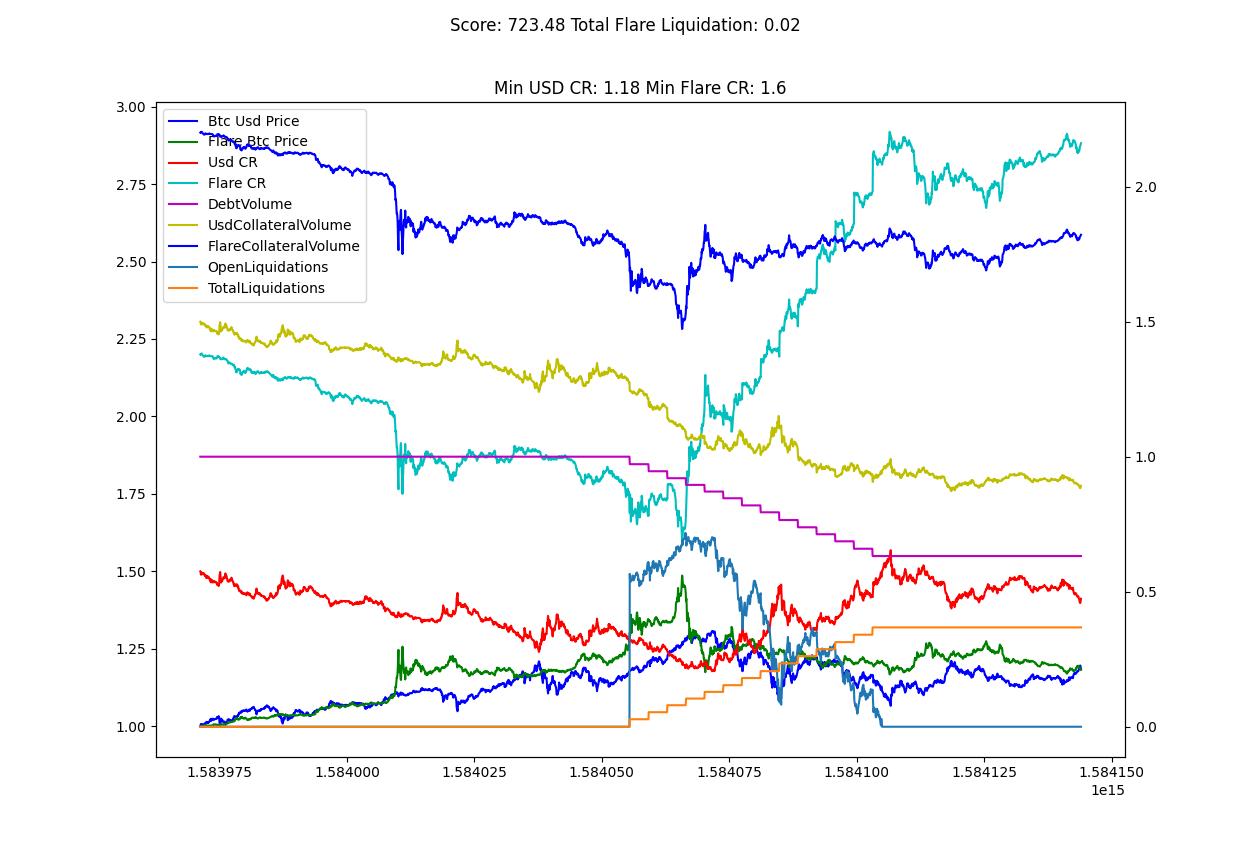 Score: 723.48 Total Flare Liquidation: 0.02
Min USD CR: 1.18 Min Flare CR: 1.6
3.00
2.75
2.50
2.25
2.00
1.75
1.50
1.25
1.00
Btc Usd Price
Flare Btc Price
Usd CR
Flare CR
DebtVolume
UsdCollateralVolume
FlareCollateralVolume
OpenLiquidations
TotalLiquidations
2.0
1.5
1.0
0.5
0.0
1.583975 1.584000 1.584025 1.584050 1.584075 1.584100 1.584125 1.584150
1e15